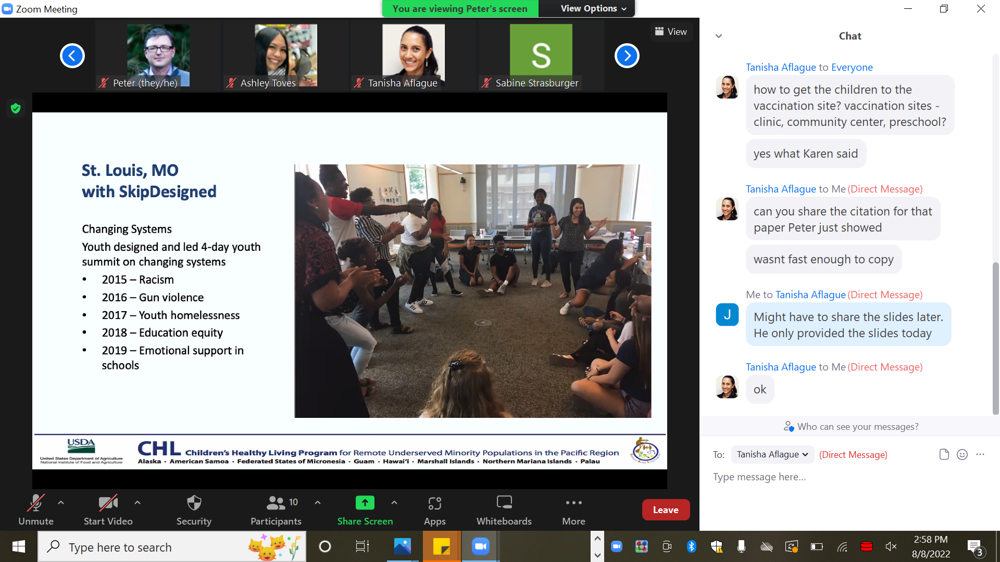 Zoom Meeting
You are viewing Peter's screen
View Options
View
Peter (they/he)
Ashley Toves
Tanisha Aflague
S
Sabine Strasburger
St. Louis, MO
with SkipDesigned
Changing Systems
Youth designed and led 4-day youth
summit on changing systems
• 2015 – Racism
• 2016 – Gun violence
• 2017 – Youth homelessness
• 2018 – Education equity
• 2019 – Emotional support in
schools
USDA
United States Department of Agriculture
National Institute of Food and Agriculture
CHL Children's Healthy Living Program for Remote Underserved Minority Populations in the Pacific Region
Alaska • American Samoa • Federated States of Micronesia • Guam • Hawai‘i • Marshall Islands • Northern Mariana Islands • Palau
Unmute
Start Video
Security
10
Participants
Share Screen
Apps
Whiteboards
More
Leave
Chat
Tanisha Aflague to Everyone
how to get the children to the
vaccination site? vaccination sites -
clinic, community center, preschool?
yes what Karen said
Tanisha Aflague to Me (Direct Message)
can you share the citation for that
paper Peter just showed
wasnt fast enough to copy
Me to Tanisha Aflague (Direct Message)
J
Might have to share the slides later.
He only provided the slides today
Tanisha Aflague to Me (Direct Message)
ok
Who can see your messages?
To: Tanisha Aflague (Direct Message)
Type message here...
Type here to search
2:58 PM
8/8/2022
3